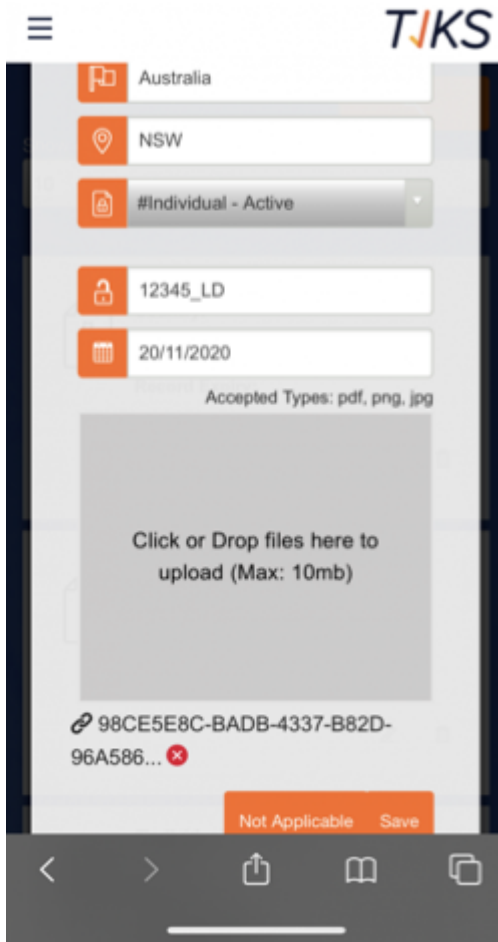 TIKS
Australia
NSW
#Individual - Active
12345_LD
20/11/2020
Accepted Types: pdf, png, jpg
Click or Drop files here to
upload (Max: 10mb)
98CE5E8C-BADB-4337-B82D-
96A586...
Not Applicable Save